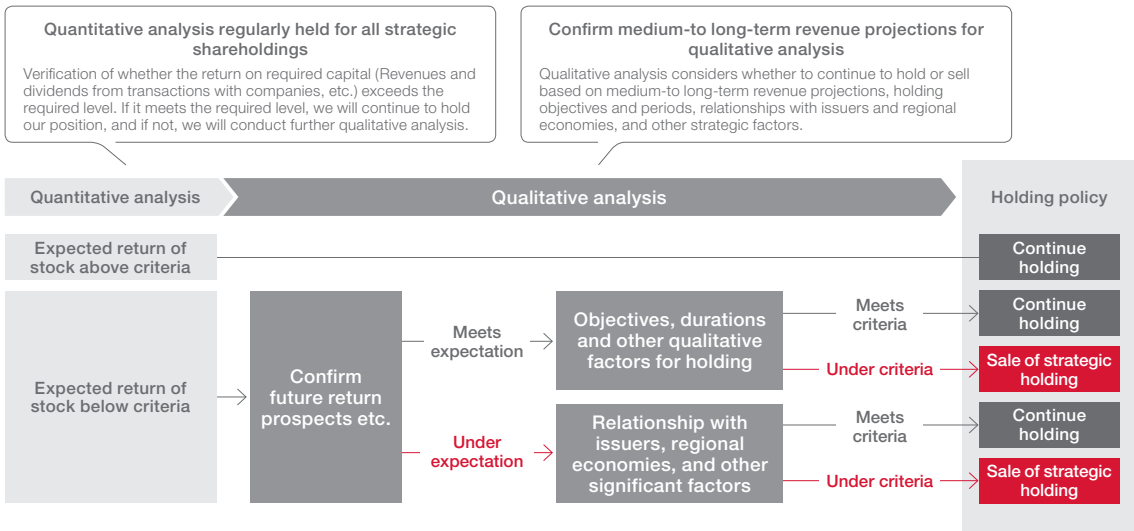 Quantitative analysis regularly held for all strategic
shareholdings
Verification of whether the return on required capital (Revenues and
dividends from transactions with companies, etc.) exceeds the
required level. If it meets the required level, we will continue to hold
our position, and if not, we will conduct further qualitative analysis.
Confirm medium-to long-term revenue projections for
qualitative analysis
Qualitative analysis considers whether to continue to hold or sell
based on medium-to long-term revenue projections, holding
objectives and periods, relationships with issuers and regional
economies, and other strategic factors.
Quantitative analysis
Qualitative analysis
Holding policy
Expected return of
stock above criteria
Continue
holding
Expected return of
stock below criteria
Confirm
future return
prospects etc.
Meets
expectation
Objectives, durations
and other qualitative
factors for holding
Meets
criteria
Continue
holding
Under criteria
Sale of strategic
holding
Under
expectation
Relationship with
issuers, regional
economies, and other
significant factors
Meets
criteria
Continue
holding
Under criteria
Sale of strategic
holding